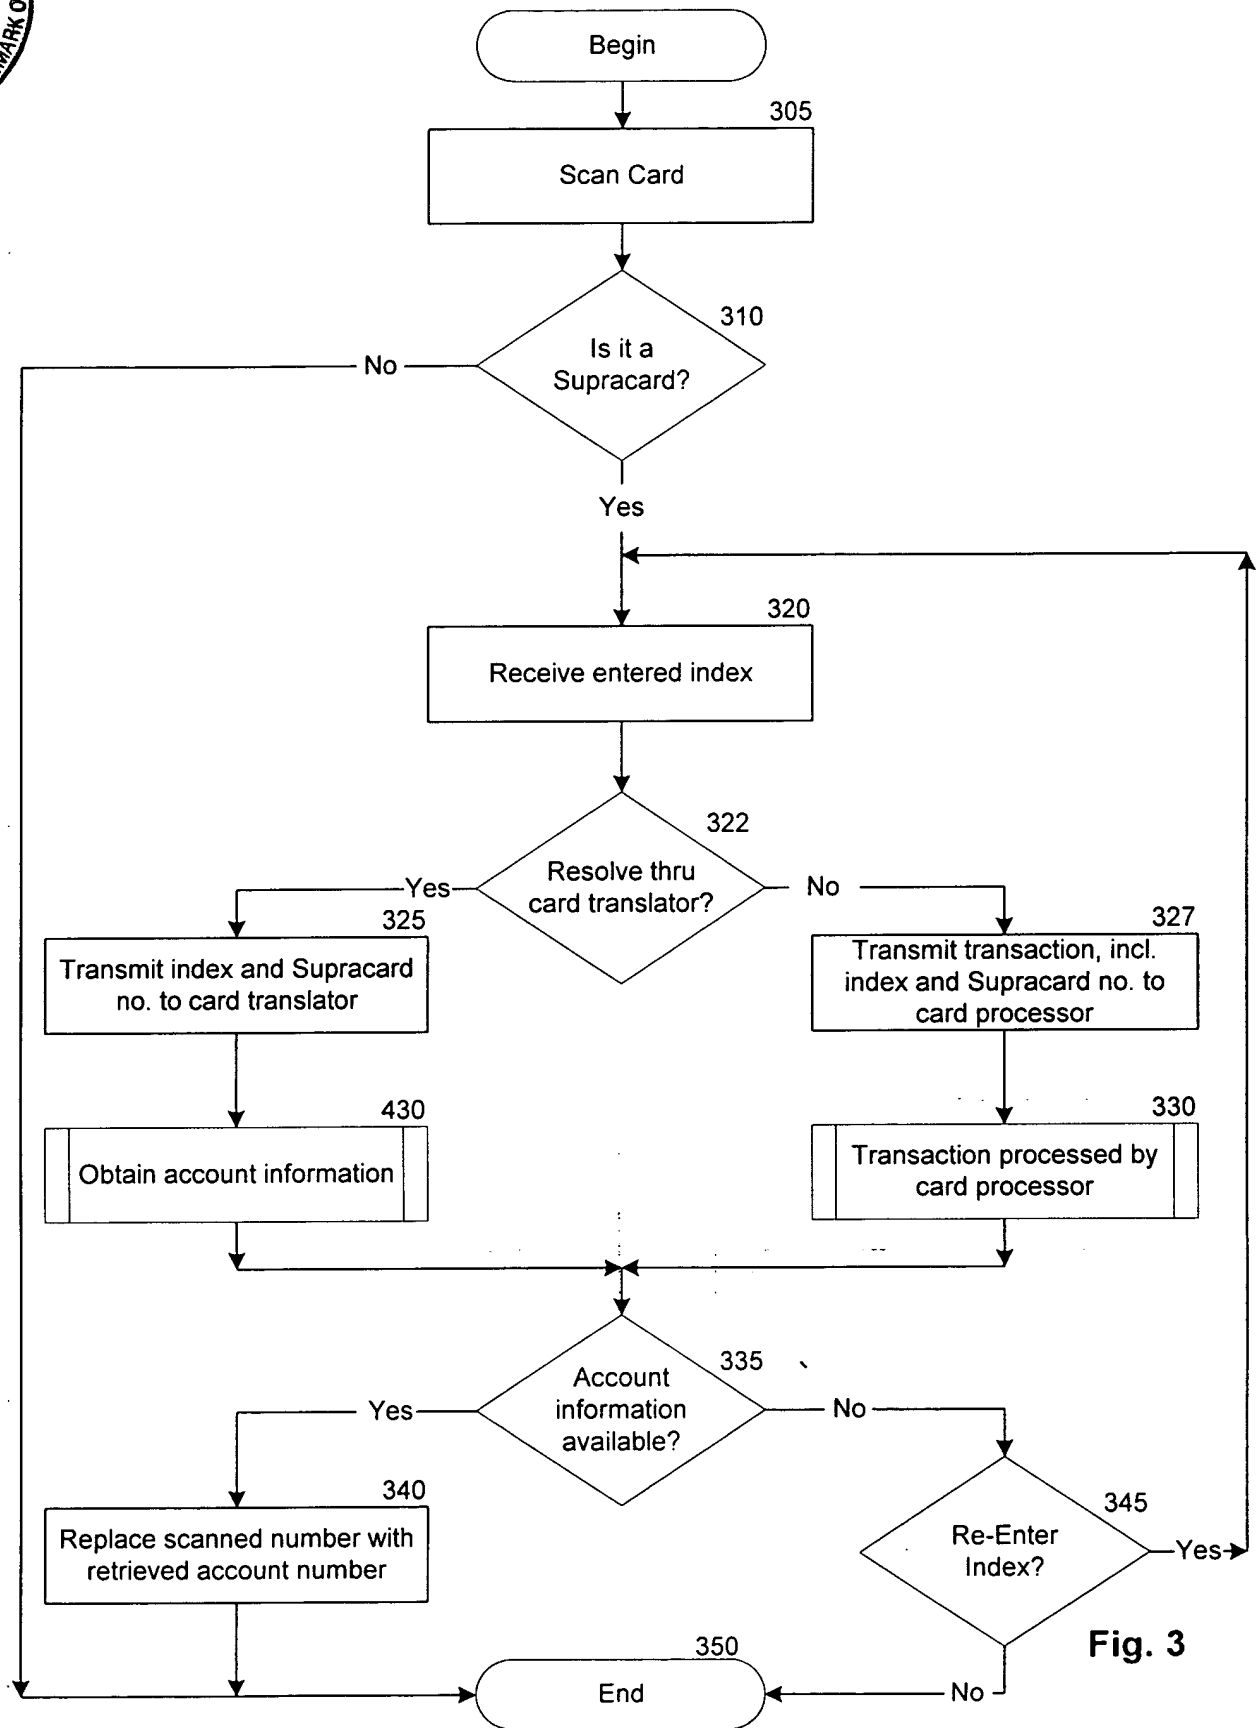 MARK O
Begin
305
Scan Card
310
Is it a
Supracard?
No
Yes
320
Receive entered index
322
Resolve thru
card translator?
Yes
No
325
Transmit index and Supracard
no. to card translator
327
Transmit transaction, incl.
index and Supracard no. to
card processor
430
Obtain account information
330
Transaction processed by
card processor
335
Account
information
available?
Yes
No
340
Replace scanned number with
retrieved account number
345
Re-Enter
Index?
Yes
Fig. 3
350
End
No